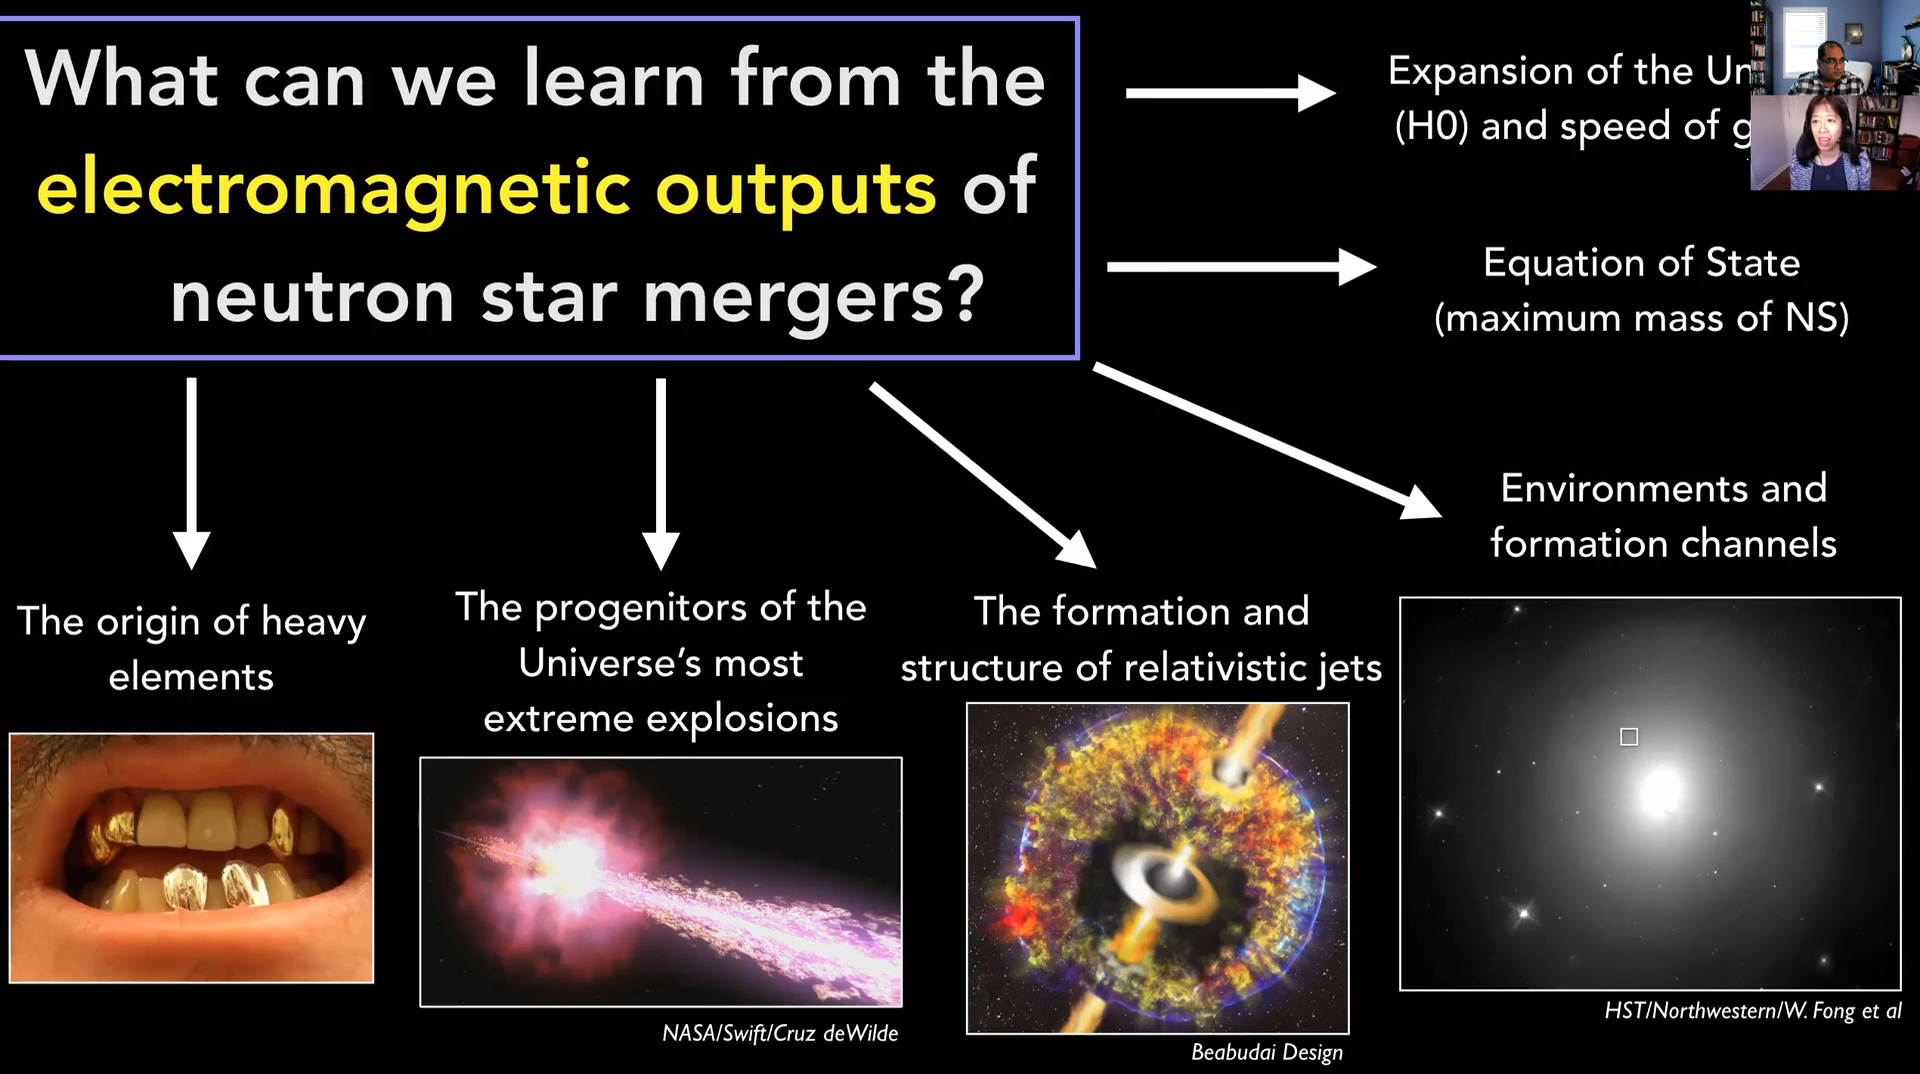 What can we learn from the
electromagnetic outputs of
neutron star mergers?
Expansion of the
(H0) and speed of
Equation of State
(maximum mass of NS)
Environments and
formation channels
The origin of heavy
elements
The progenitors of the
Universe’s most
extreme explosions
The formation and
structure of relativistic jets
NASA/Swift/Cruz deWilde
Beabudai Design
HST/Northwestern/W. Fong et al